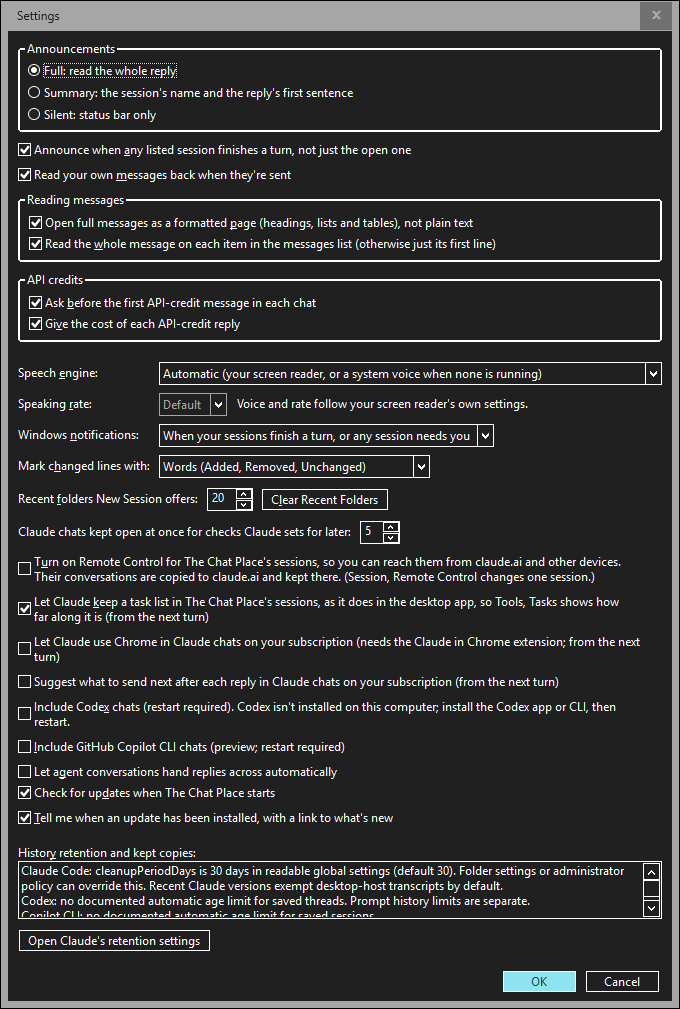 Settings
Announcements
Full: read the whole reply
Summary: the session's name and the reply's first sentence
Silent: status bar only
Announce when any listed session finishes a turn, not just the open one
Read your own messages back when they're sent
Reading messages
Open full messages as a formatted page (headings, lists and tables), not plain text
Read the whole message on each item in the messages list (otherwise just its first line)
API credits
Ask before the first API-credit message in each chat
Give the cost of each API-credit reply
Speech engine:
Automatic (your screen reader, or a system voice when none is running)
Speaking rate:
Default
Voice and rate follow your screen reader's own settings.
Windows notifications:
When your sessions finish a turn, or any session needs you
Mark changed lines with:
Words (Added, Removed, Unchanged)
Recent folders New Session offers:
20
Clear Recent Folders
Claude chats kept open at once for checks Claude sets for later:
5
Turn on Remote Control for The Chat Place's sessions, so you can reach them from claude.ai and other devices.
Their conversations are copied to claude.ai and kept there. (Session, Remote Control changes one session.)
Let Claude keep a task list in The Chat Place's sessions, as it does in the desktop app, so Tools, Tasks shows how
far along it is (from the next turn)
Let Claude use Chrome in Claude chats on your subscription (needs the Claude in Chrome extension; from the next
turn)
Suggest what to send next after each reply in Claude chats on your subscription (from the next turn)
Include Codex chats (restart required). Codex isn't installed on this computer; install the Codex app or CLI, then
restart.
Include GitHub Copilot CLI chats (preview; restart required)
Let agent conversations hand replies across automatically
Check for updates when The Chat Place starts
Tell me when an update has been installed, with a link to what's new
History retention and kept copies:
Claude Code: cleanupPeriodDays is 30 days in readable global settings (default 30). Folder settings or administrator
policy can override this. Recent Claude versions exempt desktop-host transcripts by default.
Codex: no documented automatic age limit for saved threads. Prompt history limits are separate.
Copilot CLI: no documented automatic age limit for saved sessions.
Open Claude's retention settings
OK
Cancel